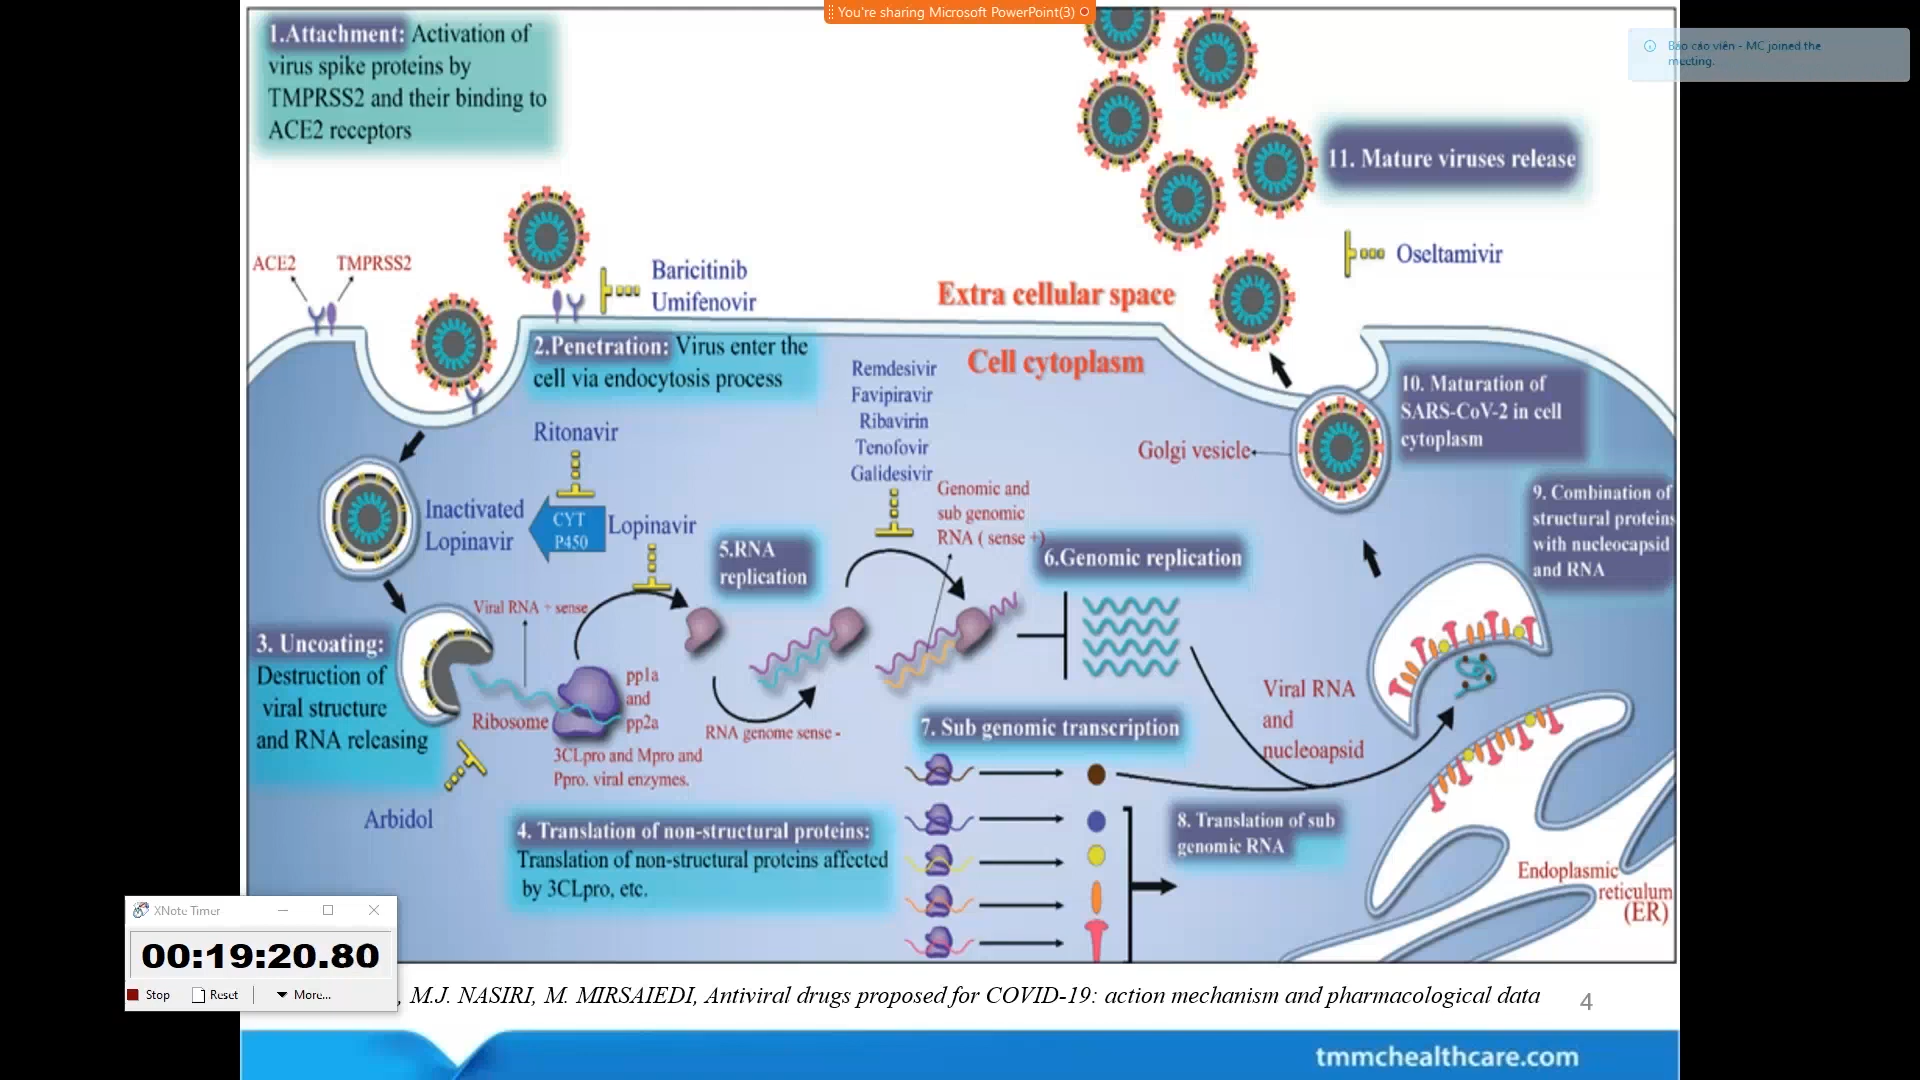 You're sharing Microsoft PowerPoint(3)
Báo cáo viên - MC joined the
meeting.
1.Attachment: Activation of
virus spike proteins by
TMPRSS2 and their binding to
ACE2 receptors
11. Mature viruses release
ACE2
TMPRSS2
Baricitinib
Umifenovir
Oseltamivir
Extra cellular space
Cell cytoplasm
2.Penetration: Virus enter the
cell via endocytosis process
Remdesivir
Favipiravir
Ribavirin
Tenofovir
Galidesivir
10. Maturation of
SARS-CoV-2 in cell
cytoplasm
Golgi vesicle
Ritonavir
Inactivated
Lopinavir
CYT
P450
Lopinavir
Genomic and
sub genomic
RNA ( sense +)
9. Combination of
structural proteins
with nucleocapsid
and RNA
5.RNA
replication
6.Genomic replication
Viral RNA + sense
3. Uncoating:
Destruction of
viral structure
and RNA releasing
Ribosome
pp1a
and
pp2a
3CLpro and Mpro and
Ppro. viral enzymes.
RNA genome sense -
7. Sub genomic transcription
Viral RNA
and
nucleoapsid
Arbidol
4. Translation of non-structural proteins:
Translation of non-structural proteins affected
by 3CLpro, etc.
8. Translation of sub
genomic RNA
Endoplasmic
reticulum
(ER)
XNote Timer
00:19:20.80
Stop Reset More...
, M.J. NASIRI, M. MIRSAIEDI, Antiviral drugs proposed for COVID-19: action mechanism and pharmacological data
4
tmmchealthcare.com